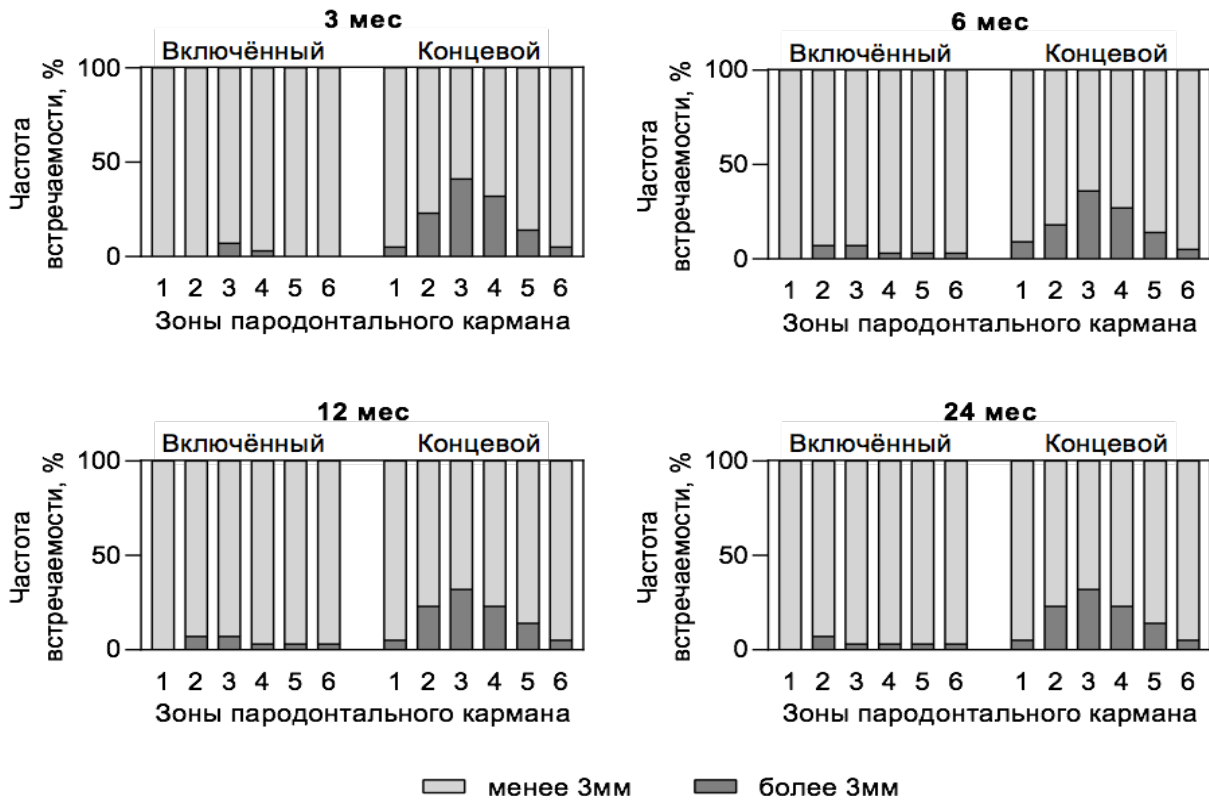 3 мес
Включённый Концевой
100
50
0
Частота
встречаемости, %
1 2 3 4 5 6 1 2 3 4 5 6
Зоны пародонтального кармана
6 мес
Включённый Концевой
100
50
0
Частота
встречаемости, %
1 2 3 4 5 6 1 2 3 4 5 6
Зоны пародонтального кармана
12 мес
Включённый Концевой
100
50
0
Частота
встречаемости, %
1 2 3 4 5 6 1 2 3 4 5 6
Зоны пародонтального кармана
24 мес
Включённый Концевой
100
50
0
Частота
встречаемости, %
1 2 3 4 5 6 1 2 3 4 5 6
Зоны пародонтального кармана
менее 3мм более 3мм